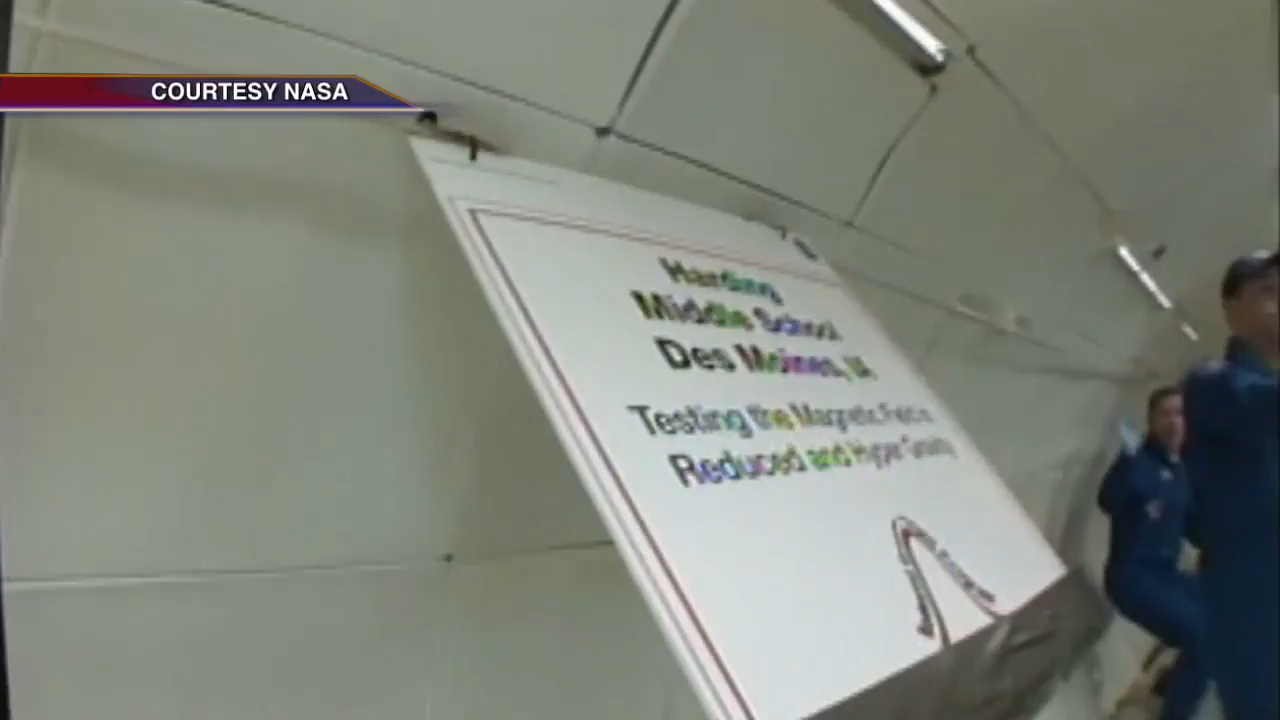 COURTESY NASA
Harding
Middle School
Des Moines, IA
Testing the Magnetic Field in
Reduced and Hyper Gravity